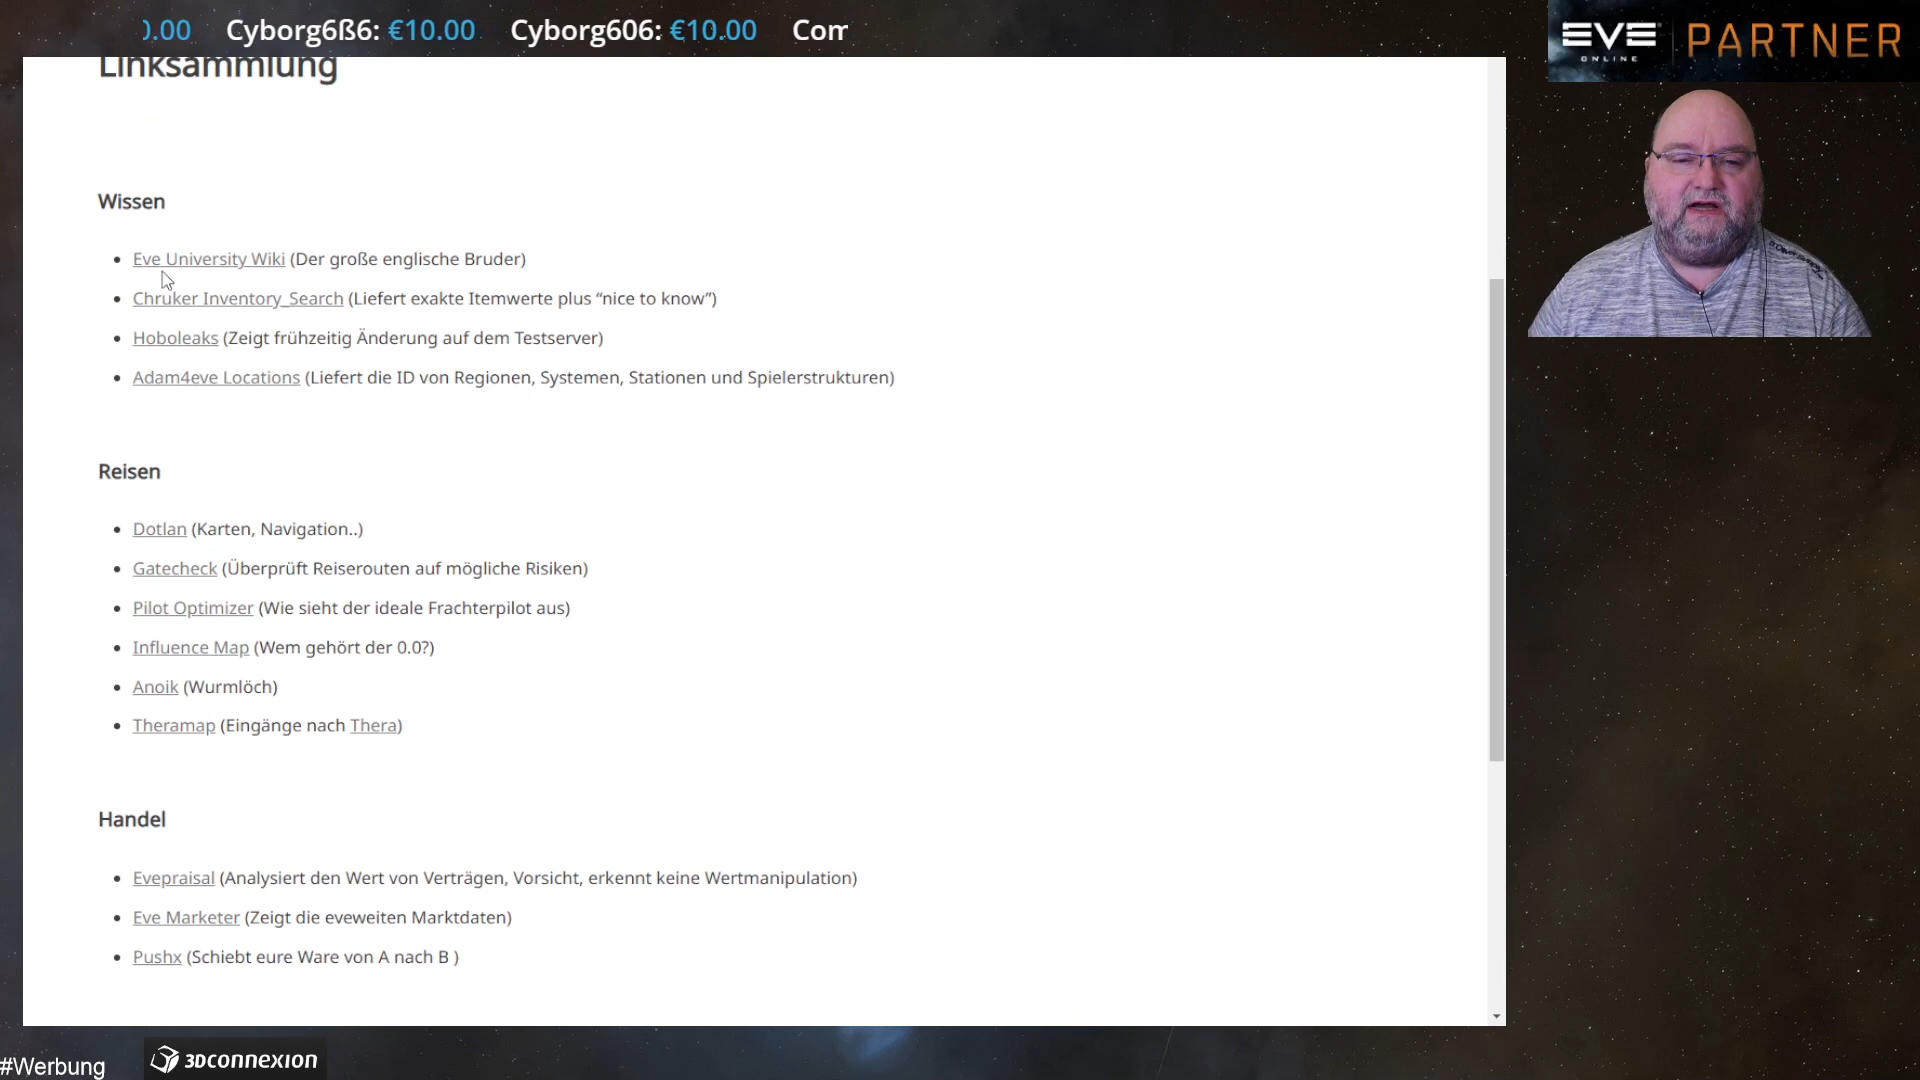 0.00 Cyborg6ß6: €10.00 Cyborg606: €10.00 Com
EVE ONLINE PARTNER
Linksammlung
Wissen
Eve University Wiki (Der große englische Bruder)
Chruker Inventory_Search (Liefert exakte Itemwerte plus “nice to know”)
Hoboleaks (Zeigt frühzeitig Änderung auf dem Testserver)
Adam4eve Locations (Liefert die ID von Regionen, Systemen, Stationen und Spielerstrukturen)
Reisen
Dotlan (Karten, Navigation..)
Gatecheck (Überprüft Reiserouten auf mögliche Risiken)
Pilot Optimizer (Wie sieht der ideale Frachterpilot aus)
Influence Map (Wem gehört der 0.0?)
Anoik (Wurmlöch)
Theramap (Eingänge nach Thera)
Handel
Evepraisal (Analysiert den Wert von Verträgen, Vorsicht, erkennt keine Wertmanipulation)
Eve Marketer (Zeigt die eveweiten Marktdaten)
Pushx (Schiebt eure Ware von A nach B )
#Werbung 3Dconnexion